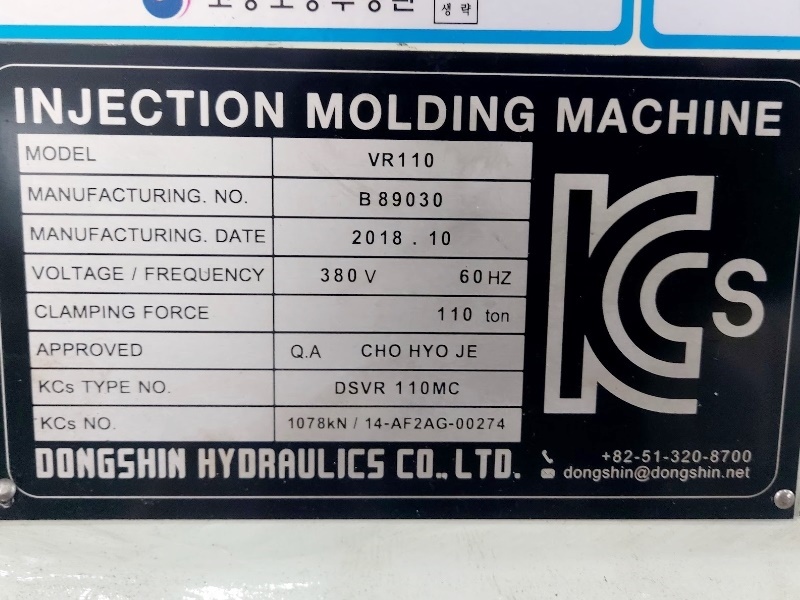 생략
INJECTION MOLDING MACHINE
MODEL VR110
MANUFACTURING. NO. B 89030
MANUFACTURING. DATE 2018 . 10
VOLTAGE / FREQUENCY 380 V 60 HZ
CLAMPING FORCE 110 ton
APPROVED Q.A CHO HYO JE
KCs TYPE NO. DSVR 110MC
KCs NO. 1078kN / 14-AF2AG-00274
KCs
DONGSHIN HYDRAULICS CO., LTD.
+82-51-320-8700
dongshin@dongshin.net